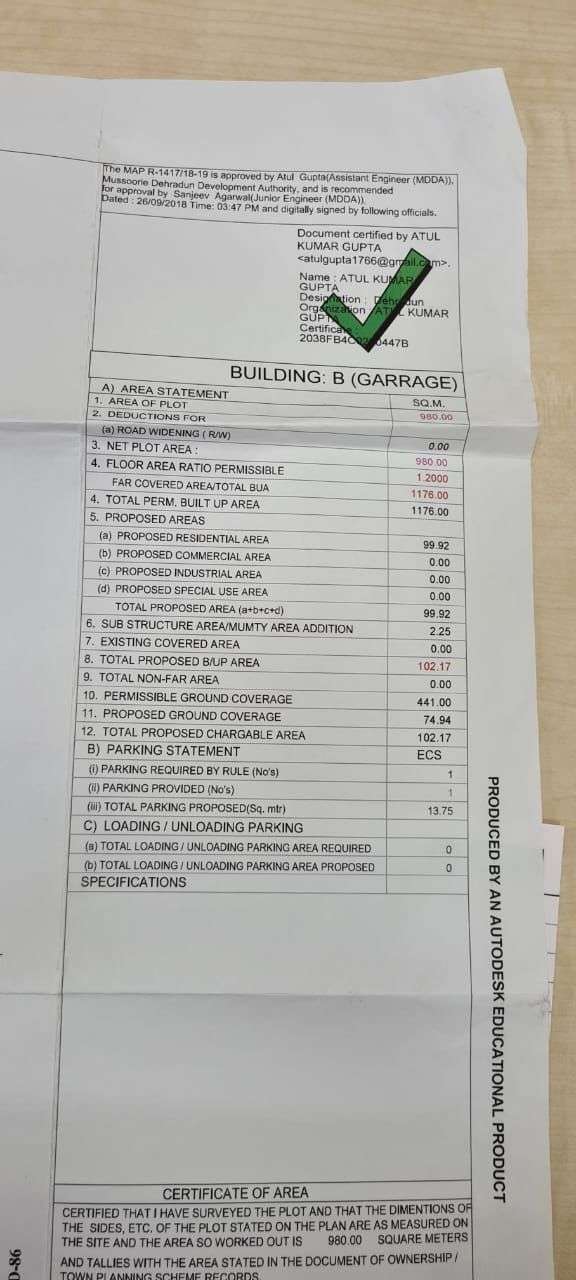 The MAP R-1417/18-19 is approved by Atul Gupta(Assistant Engineer (MDDA)),
Mussoorie Dehradun Development Authority, and is recommended
for approval by Sanjeev Agarwal(Junior Engineer (MDDA))
Dated : 26/09/2018 Time: 03:47 PM and digitally signed by following officials.
Document certified by ATUL
KUMAR GUPTA
<atulgupta1766@gmail.com>.
Name : ATUL KUMAR
GUPTA
Designation : Dehradun
Organization : ATUL KUMAR
GUPTA
Certificate :
BUILDING: B (GARRAGE)
A) AREA STATEMENT SQ.M.
1. AREA OF PLOT 980.00
2. DEDUCTIONS FOR
(a) ROAD WIDENING ( R/W) 0.00
3. NET PLOT AREA : 980.00
4. FLOOR AREA RATIO PERMISSIBLE 1.2000
FAR COVERED AREA/TOTAL BUA 1176.00
4. TOTAL PERM. BUILT UP AREA 1176.00
5. PROPOSED AREAS
(a) PROPOSED RESIDENTIAL AREA 99.92
(b) PROPOSED COMMERCIAL AREA 0.00
(c) PROPOSED INDUSTRIAL AREA 0.00
(d) PROPOSED SPECIAL USE AREA 0.00
TOTAL PROPOSED AREA (a+b+c+d) 99.92
6. SUB STRUCTURE AREA/MUMTY AREA ADDITION 2.25
7. EXISTING COVERED AREA 0.00
8. TOTAL PROPOSED B/UP AREA 102.17
9. TOTAL NON-FAR AREA 0.00
10. PERMISSIBLE GROUND COVERAGE 441.00
11. PROPOSED GROUND COVERAGE 74.94
12. TOTAL PROPOSED CHARGABLE AREA 102.17
B) PARKING STATEMENT ECS
(i) PARKING REQUIRED BY RULE (No's) 1
(ii) PARKING PROVIDED (No's) 1
(iii) TOTAL PARKING PROPOSED(Sq. mtr) 13.75
C) LOADING / UNLOADING PARKING
(a) TOTAL LOADING / UNLOADING PARKING AREA REQUIRED 0
(b) TOTAL LOADING / UNLOADING PARKING AREA PROPOSED 0
SPECIFICATIONS
PRODUCED BY AN AUTODESK EDUCATIONAL PRODUCT
CERTIFICATE OF AREA
CERTIFIED THAT I HAVE SURVEYED THE PLOT AND THAT THE DIMENTIONS OF
THE SIDES, ETC. OF THE PLOT STATED ON THE PLAN ARE AS MEASURED ON
THE SITE AND THE AREA SO WORKED OUT IS 980.00 SQUARE METERS
AND TALLIES WITH THE AREA STATED IN THE DOCUMENT OF OWNERSHIP /
TOWN PLANNING SCHEME RECORDS.